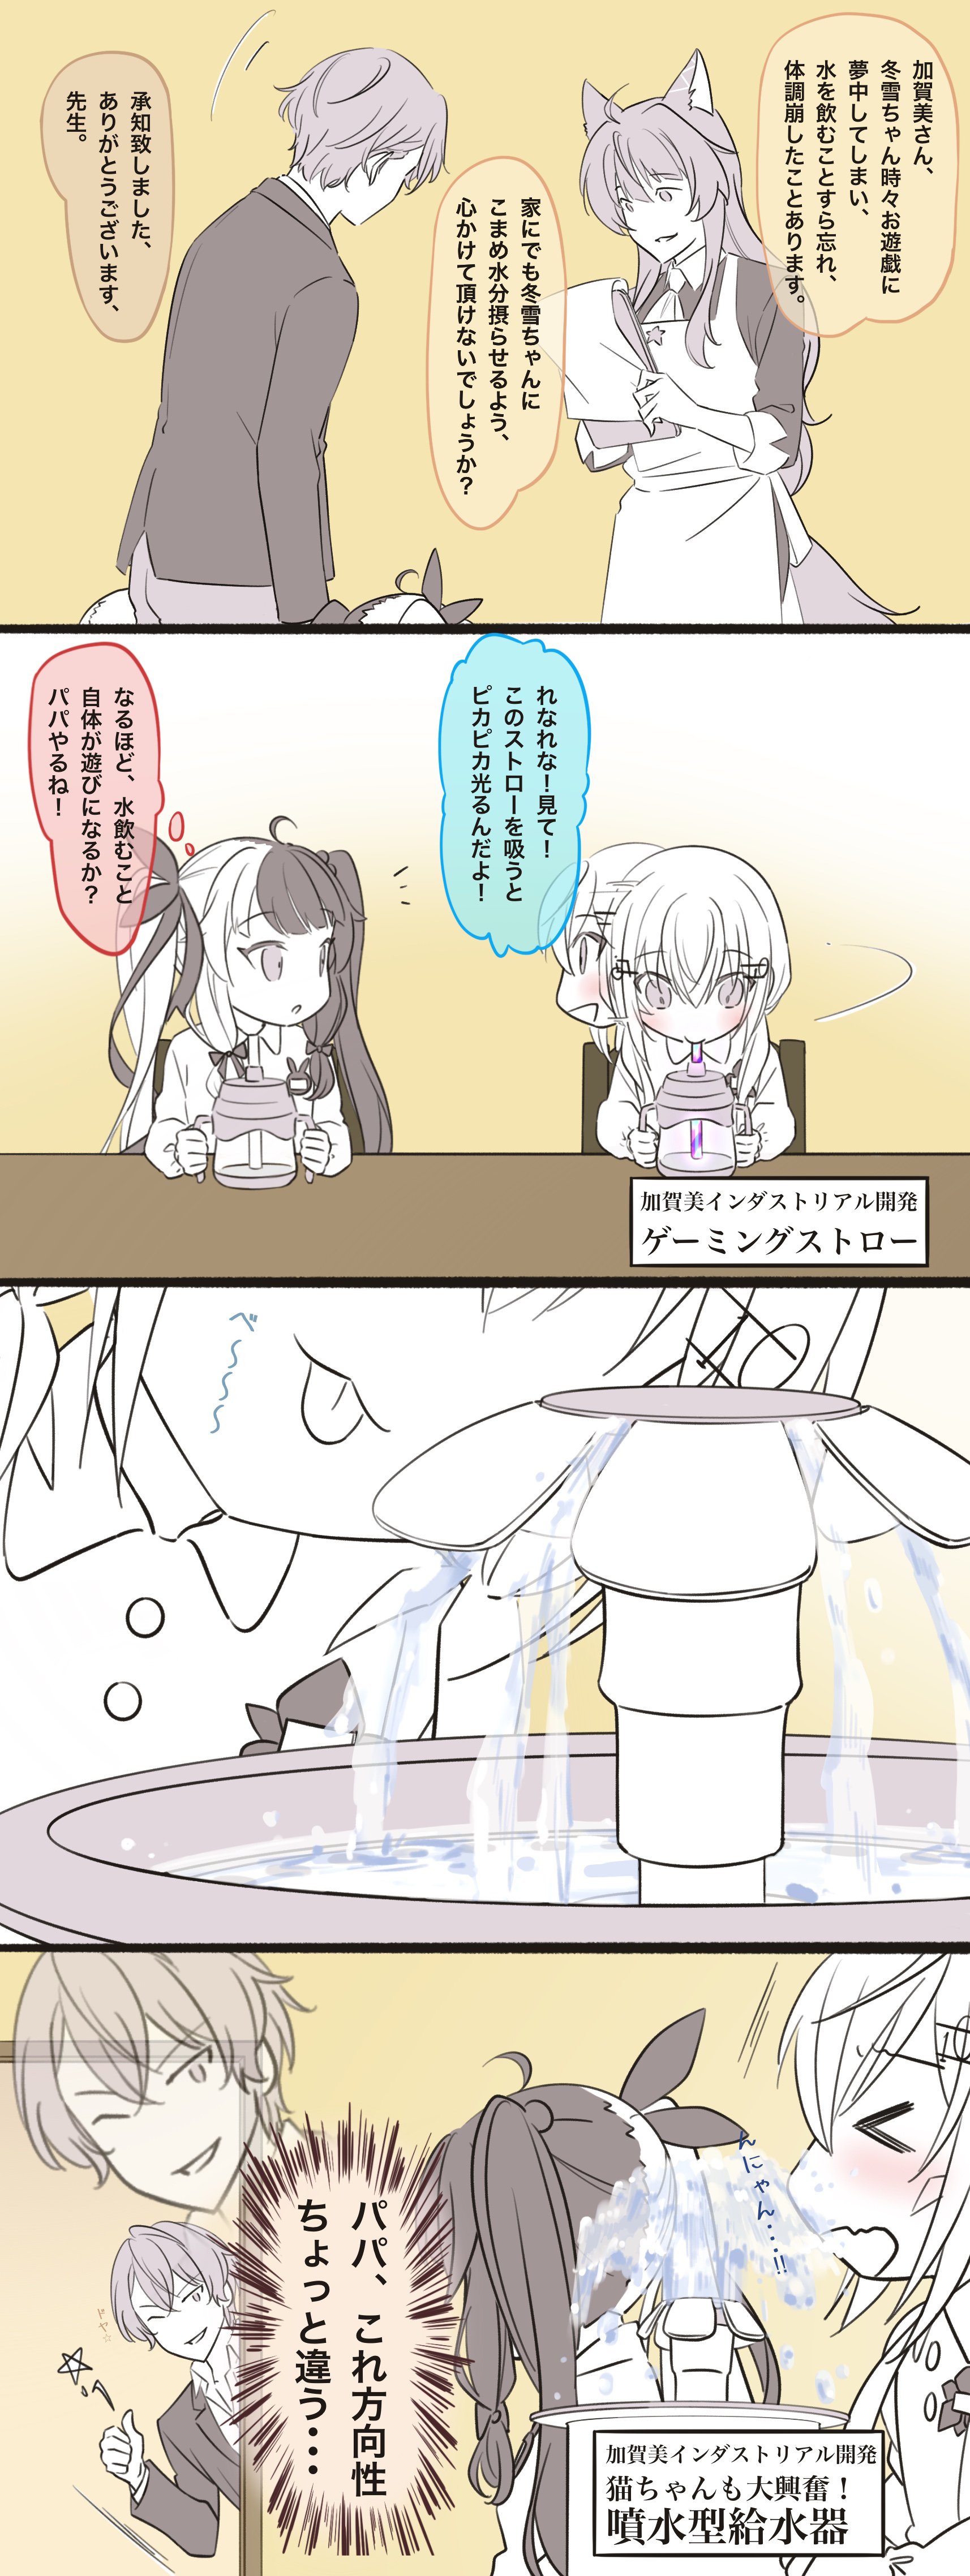 加賀美さん、
冬雪ちゃん時々お遊戯に
夢中してしまい、
水を飲むことすら忘れ、
体調崩したことあります。
家にでも冬雪ちゃんに
こまめ水分摂らせるよう、
心かけて頂けないでしょうか？
承知致しました、
ありがとうございます、
先生。
れなれな！見て！
このストローを吸うと
ピカピカ光るんだよ！
なるほど、水飲むこと
自体が遊びになるか？
パパやるね！
加賀美インダストリアル開発
ゲーミングストロー
べ〜〜〜
んにゃん・・・!!
パパ、これ方向性
ちょっと違う・・・
ドヤ☆
加賀美インダストリアル開発
猫ちゃんも大興奮！
噴水型給水器